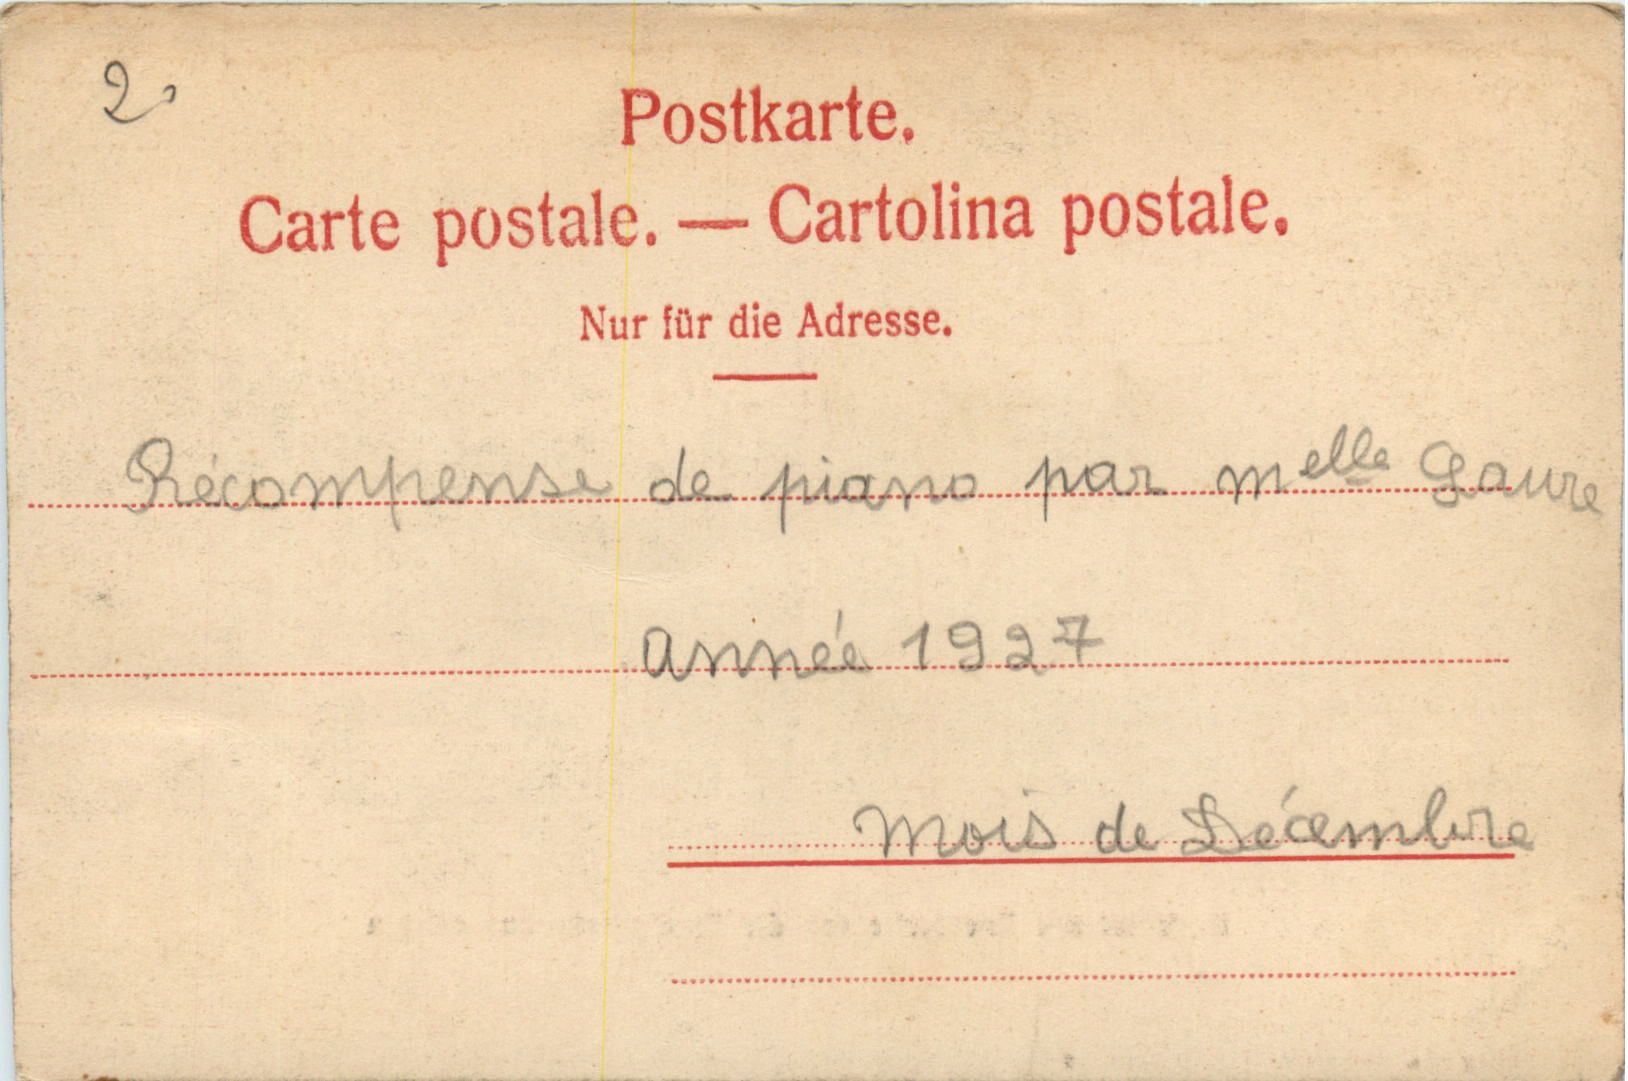 2
Postkarte.
Carte postale. — Cartolina postale.
Nur für die Adresse.
Récompense de piano par Melle Gaure
Année 1927
Mois de Décembre